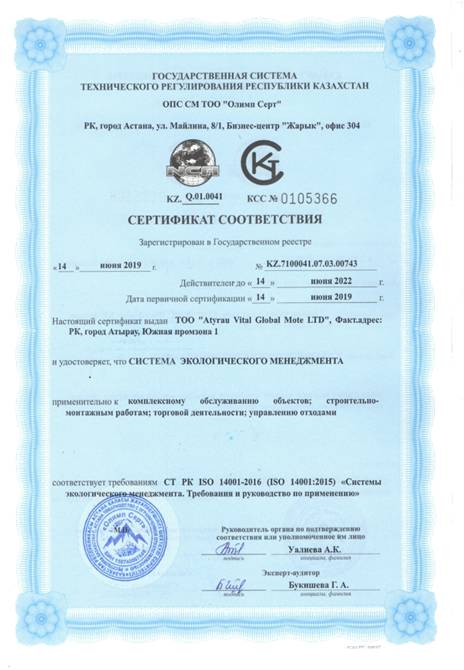 ГОСУДАРСТВЕННАЯ СИСТЕМА
ТЕХНИЧЕСКОГО РЕГУЛИРОВАНИЯ РЕСПУБЛИКИ КАЗАХСТАН
ОПС СМ ТОО "Олимп Серт"
РК, город Астана, ул. Майлина, 8/1, Бизнес-центр "Жарык", офис 304
KZ. Q.01.0041 КСС № 0105366
СЕРТИФИКАТ СООТВЕТСТВИЯ
Зарегистрирован в Государственном реестре
«14 » июня 2019 г. № KZ.7100041.07.03.00743
Действителен до « 14 » июня 2022 г.
Дата первичной сертификации « 14 » июня 2019 г.
Настоящий сертификат выдан ТОО "Atyrau Vital Global Mote LTD", Факт.адрес:
РК, город Атырау, Южная промзона 1
и удостоверяет, что СИСТЕМА ЭКОЛОГИЧЕСКОГО МЕНЕДЖМЕНТА
.
применительно к комплексному обслуживанию объектов; строительно-
монтажным работам; торговой деятельности; управлению отходами
соответствует требованиям СТ РК ISO 14001-2016 (ISO 14001:2015) «Системы
экологического менеджмента. Требования и руководство по применению»
М.П.
«Олимп Серт»
Руководитель органа по подтверждению
соответствия или уполномоченное им лицо
Уалиева А.К.
подпись инициалы, фамилия
Эксперт-аудитор
Букишева Г. А.
подпись инициалы, фамилия